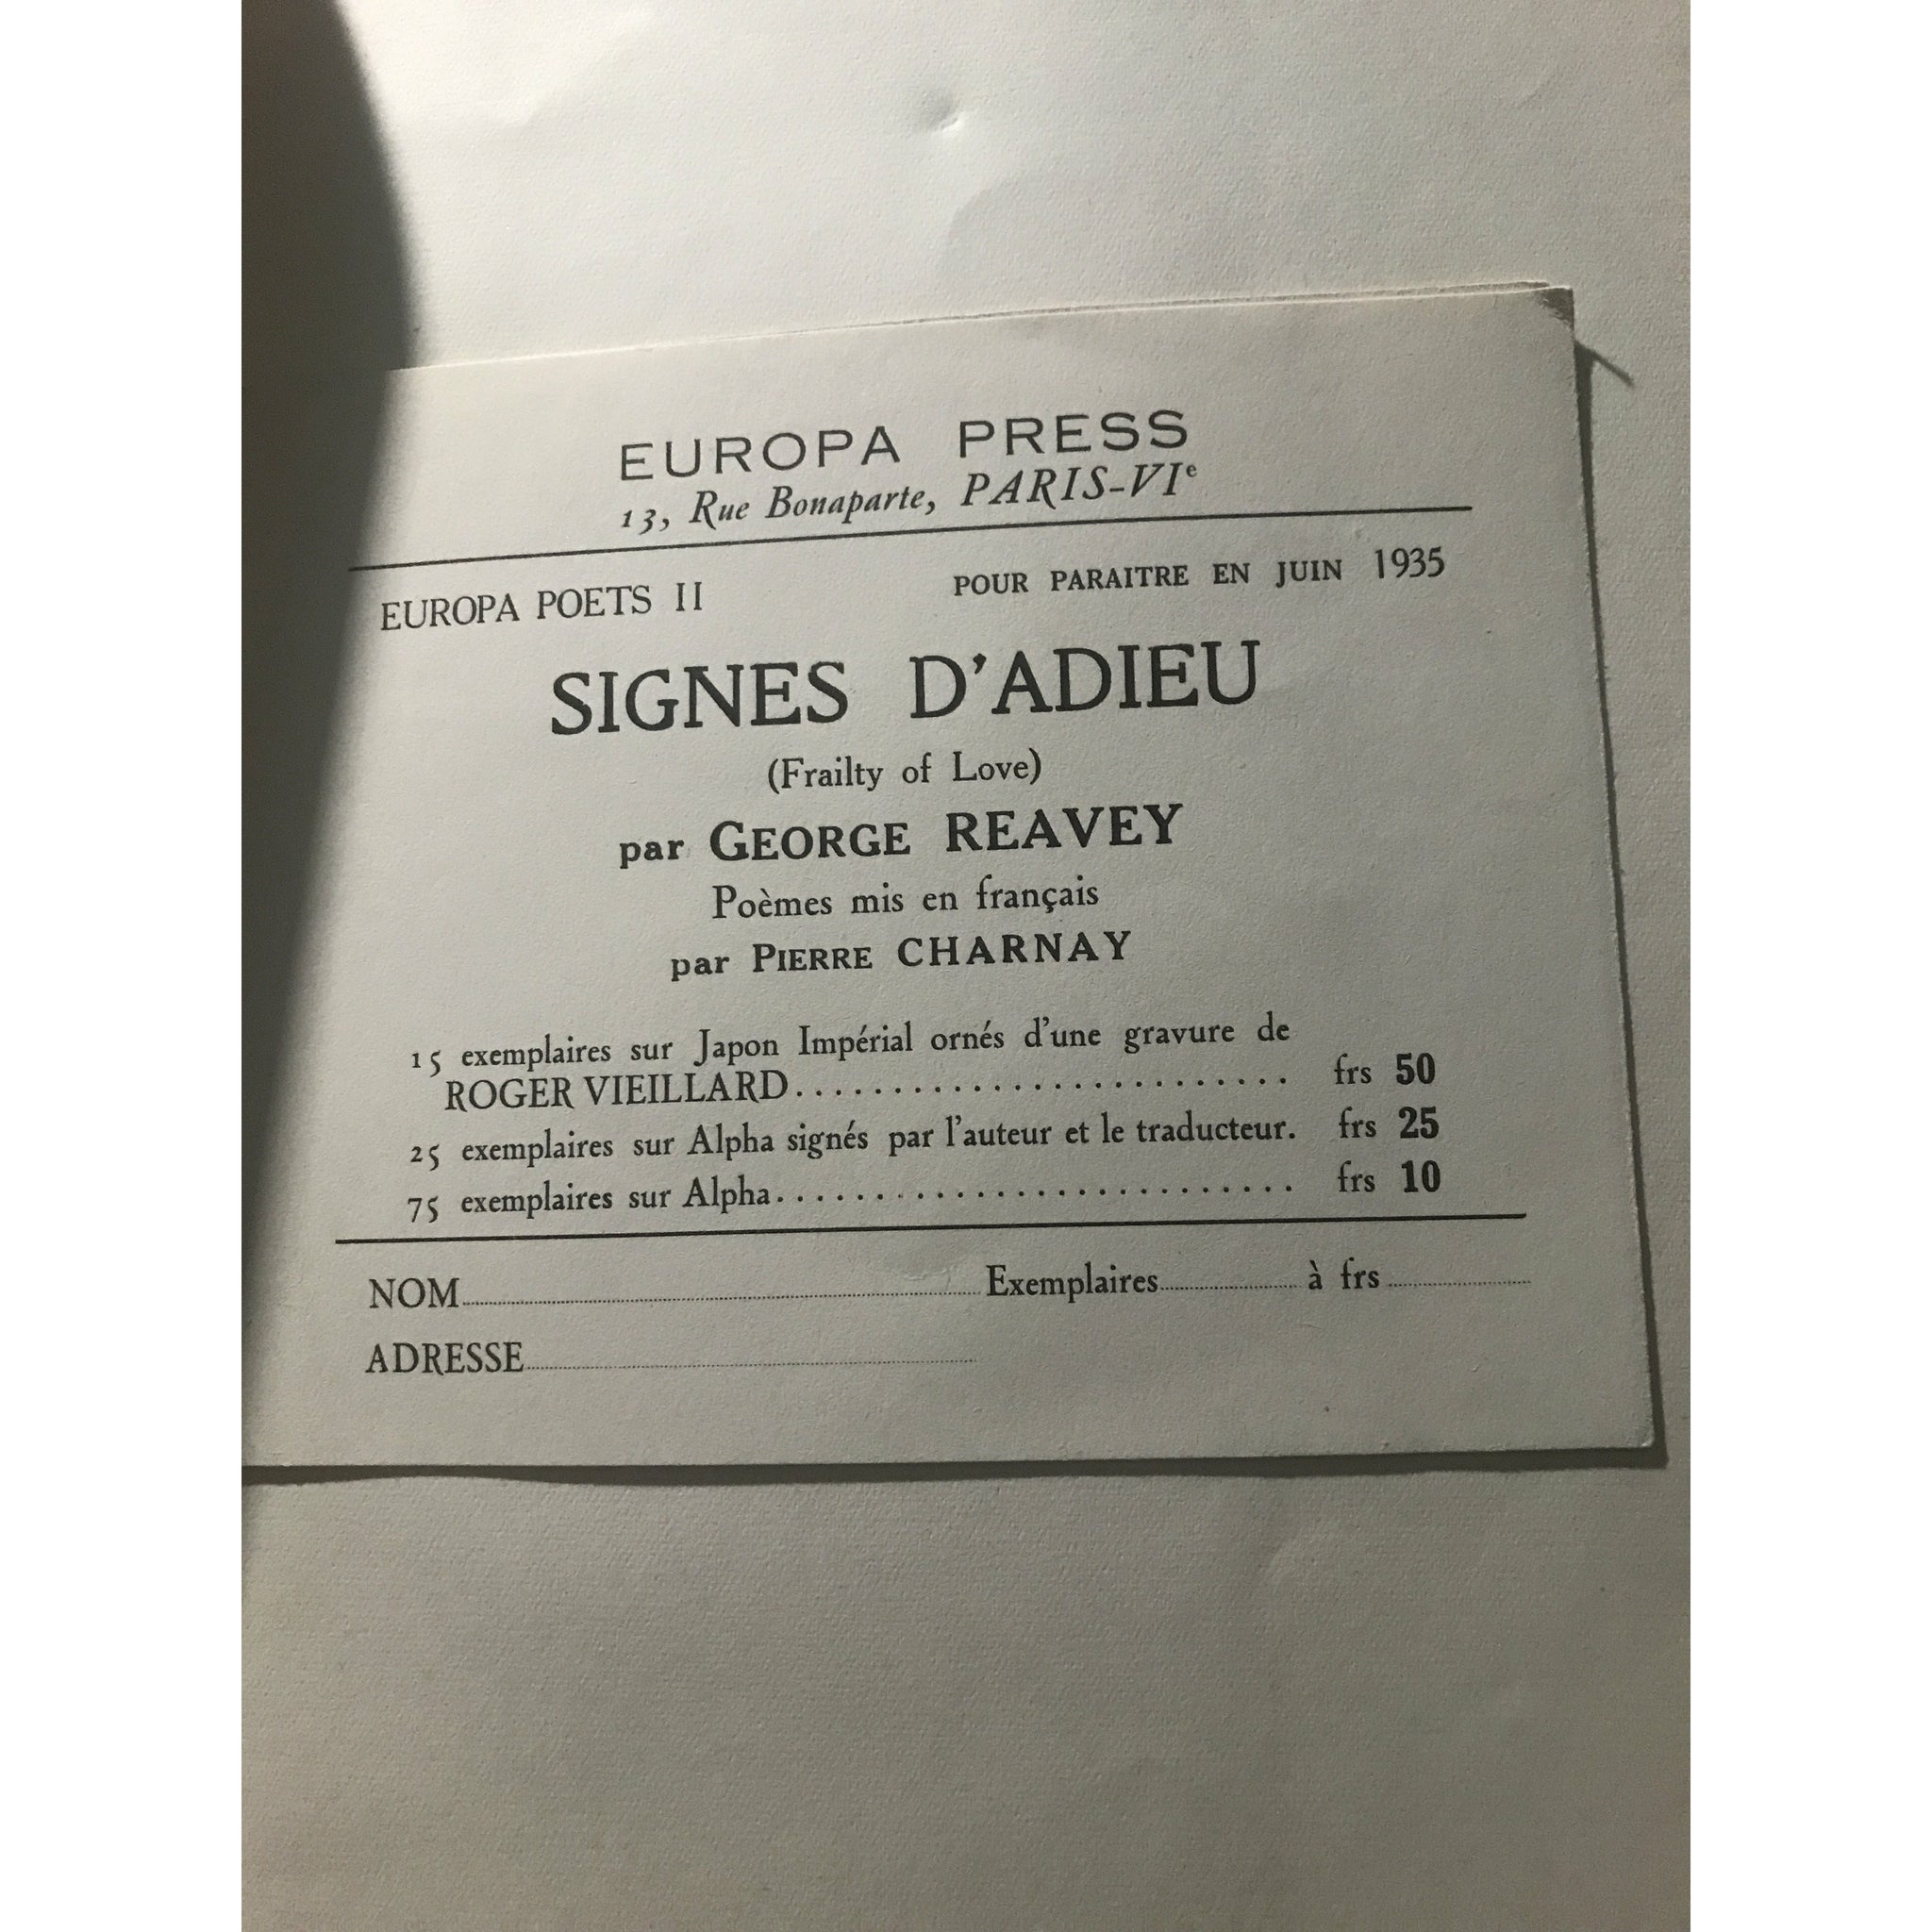 EUROPA PRESS
13, Rue Bonaparte, PARIS-VIe
EUROPA POETS II POUR PARAITRE EN JUIN 1935
SIGNES D'ADIEU
(Frailty of Love)
par GEORGE REAVEY
Poèmes mis en français
par PIERRE CHARNAY
15 exemplaires sur Japon Impérial ornés d'une gravure de
ROGER VIEILLARD......................... frs 50
25 exemplaires sur Alpha signés par l'auteur et le traducteur. frs 25
75 exemplaires sur Alpha.......................... frs 10
NOM.................... Exemplaires.......... à frs..........
ADRESSE....................